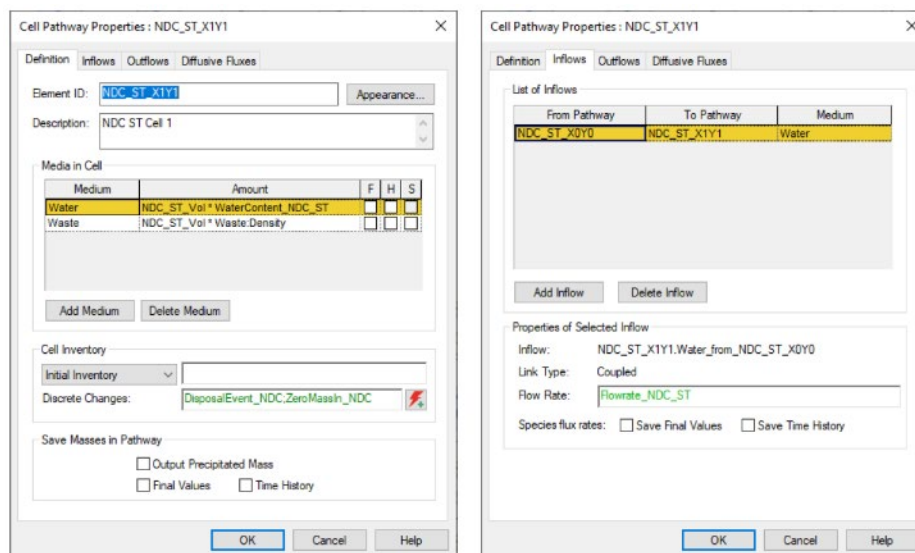 Cell Pathway Properties : NDC_ST_X1Y1
Definition Inflows Outflows Diffusive Fluxes
Element ID: NDC_ST_X1Y1 Appearance...
Description: NDC ST Cell 1
Media in Cell
Medium Amount F H S
Water NDC_ST_Vol * WaterContent_NDC_ST
Waste NDC_ST_Vol * Waste:Density
Add Medium Delete Medium
Cell Inventory
Initial Inventory
Discrete Changes: DisposalEvent_NDC;ZeroMassIn_NDC
Save Masses in Pathway
Output Precipitated Mass
Final Values Time History
OK Cancel Help
Cell Pathway Properties : NDC_ST_X1Y1
Definition Inflows Outflows Diffusive Fluxes
List of Inflows
From Pathway To Pathway Medium
NDC_ST_X0Y0 NDC_ST_X1Y1 Water
Add Inflow Delete Inflow
Properties of Selected Inflow
Inflow: NDC_ST_X1Y1.Water_from_NDC_ST_X0Y0
Link Type: Coupled
Flow Rate: Flowrate_NDC_ST
Species flux rates: Save Final Values Save Time History
OK Cancel Help